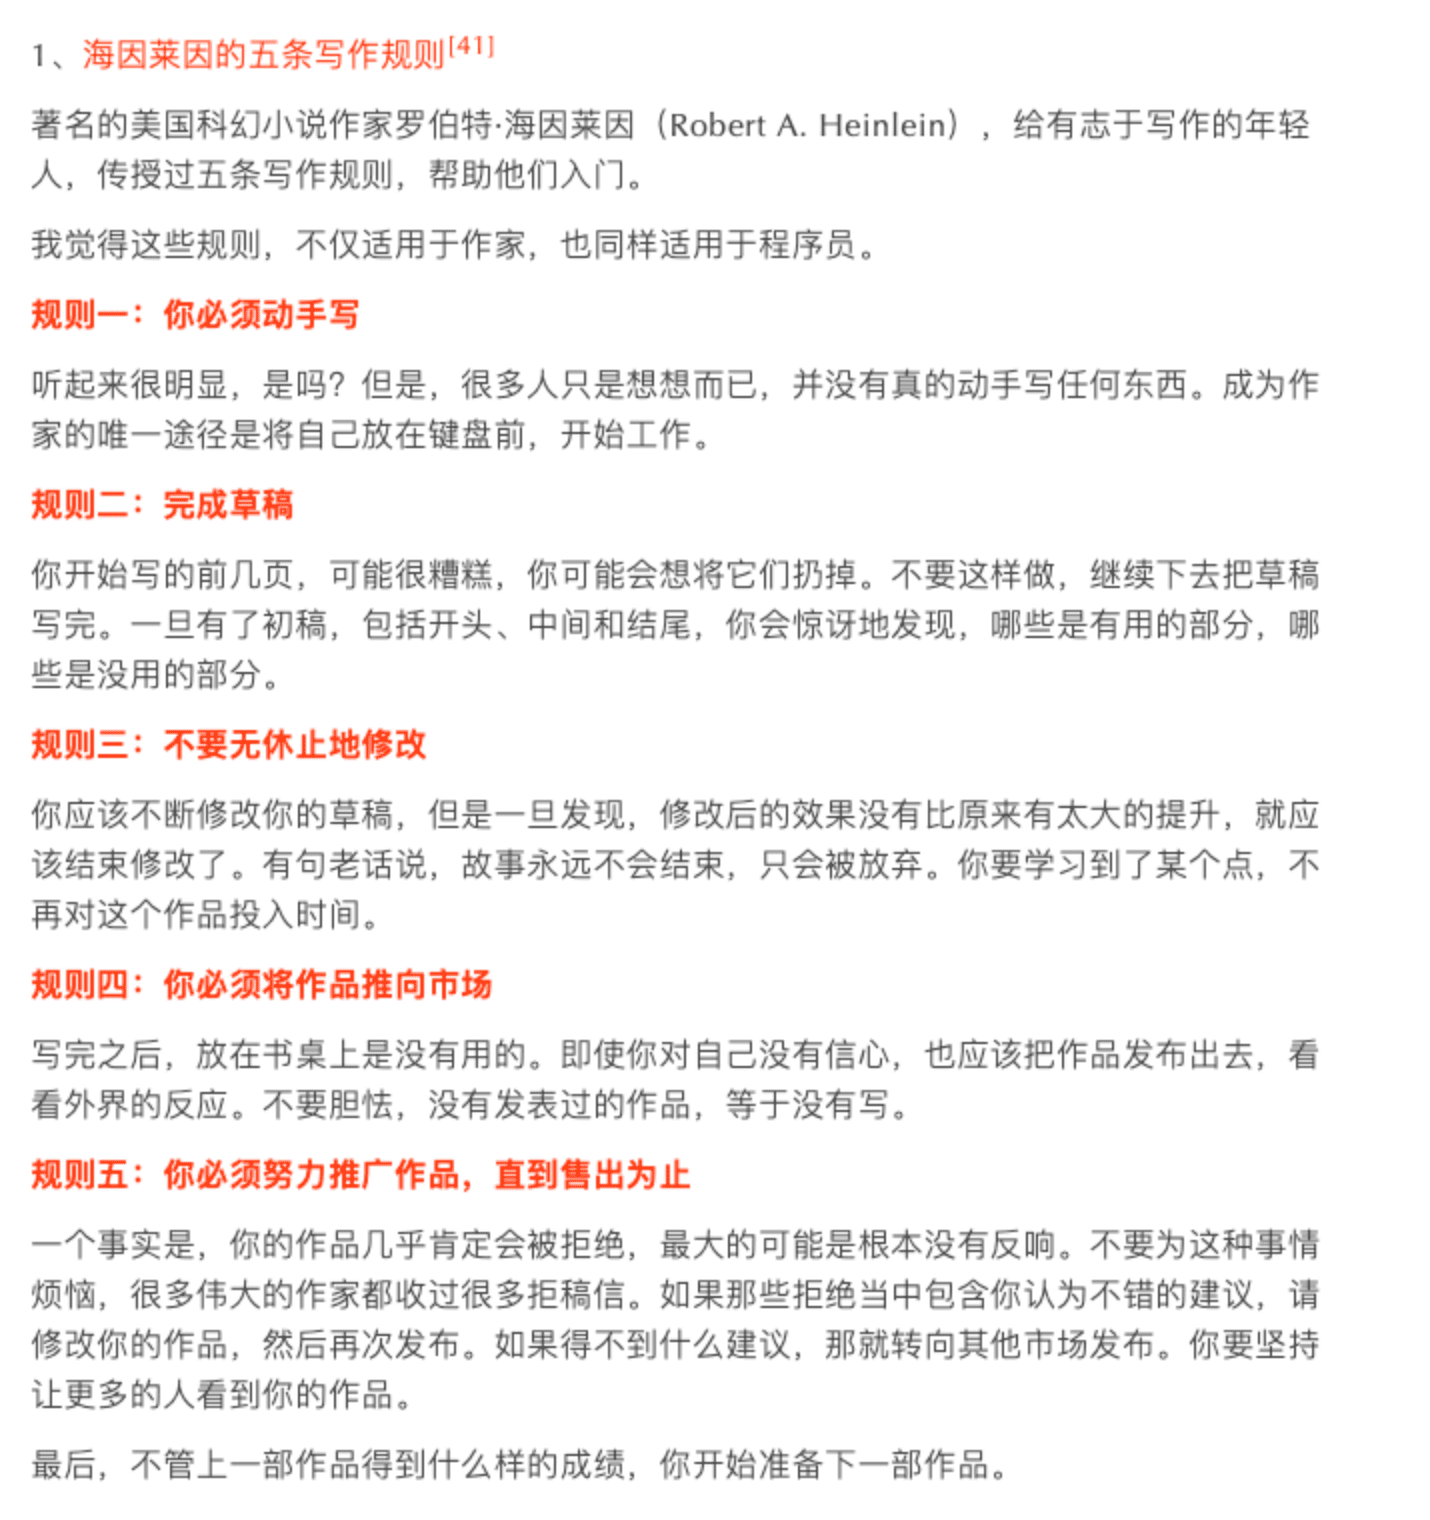 1、海因莱因的五条写作规则[41]
著名的美国科幻小说作家罗伯特·海因莱因（Robert A. Heinlein），给有志于写作的年轻
人，传授过五条写作规则，帮助他们入门。
我觉得这些规则，不仅适用于作家，也同样适用于程序员。
规则一：你必须动手写
听起来很明显，是吗？但是，很多人只是想想而已，并没有真的动手写任何东西。成为作
家的唯一途径是将自己放在键盘前，开始工作。
规则二：完成草稿
你开始写的前几页，可能很糟糕，你可能会想将它们扔掉。不要这样做，继续下去把草稿
写完。一旦有了初稿，包括开头、中间和结尾，你会惊讶地发现，哪些是有用的部分，哪
些是没用的部分。
规则三：不要无休止地修改
你应该不断修改你的草稿，但是一旦发现，修改后的效果没有比原来有太大的提升，就应
该结束修改了。有句老话说，故事永远不会结束，只会被放弃。你要学习到了某个点，不
再对这个作品投入时间。
规则四：你必须将作品推向市场
写完之后，放在书桌上是没有用的。即使你对自己没有信心，也应该把作品发布出去，看
看外界的反应。不要胆怯，没有发表过的作品，等于没有写。
规则五：你必须努力推广作品，直到售出为止
一个事实是，你的作品几乎肯定会被拒绝，最大的可能是根本没有反响。不要为这种事情
烦恼，很多伟大的作家都收过很多拒稿信。如果那些拒绝当中包含你认为不错的建议，请
修改你的作品，然后再次发布。如果得不到什么建议，那就转向其他市场发布。你要坚持
让更多的人看到你的作品。
最后，不管上一部作品得到什么样的成绩，你开始准备下一部作品。